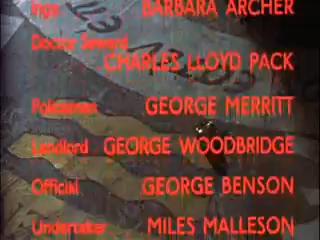 Inga BARBARA ARCHER
Doctor Seward
CHARLES LLOYD PACK
Policeman GEORGE MERRITT
Landlord GEORGE WOODBRIDGE
Official GEORGE BENSON
Undertaker MILES MALLESON